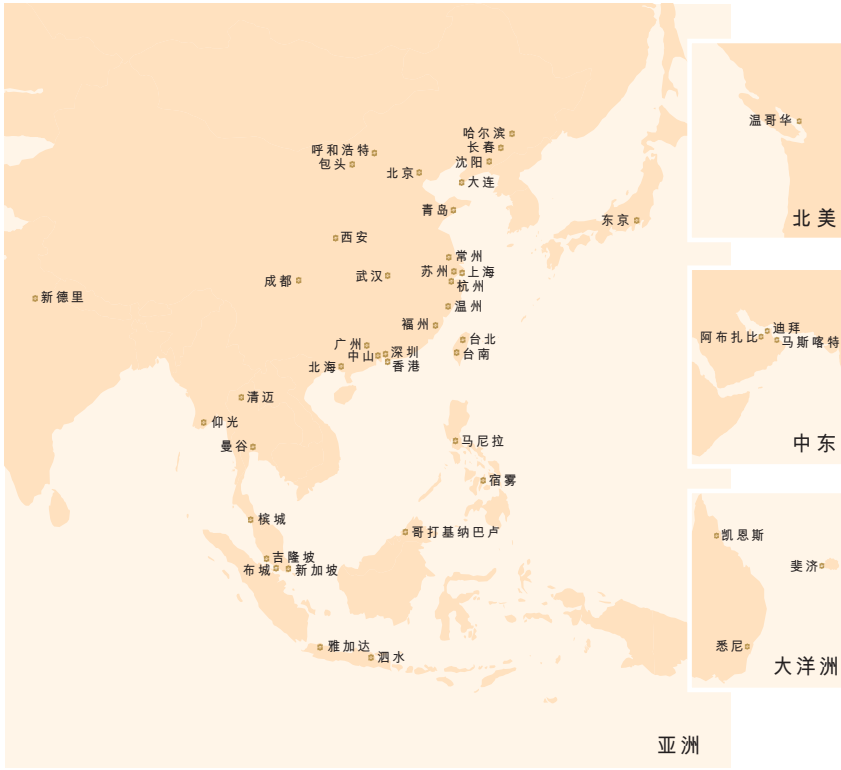 哈尔滨
长春
呼和浩特
包头
沈阳
北京
大连
青岛
东京
西安
常州
苏州
上海
成都
武汉
杭州
新德里
温州
福州
广州
台北
中山
深圳
台南
北海
香港
清迈
仰光
曼谷
马尼拉
宿雾
槟城
哥打基纳巴卢
吉隆坡
布城
新加坡
雅加达
泗水
亚洲
温哥华
北美
迪拜
阿布扎比
马斯喀特
中东
凯恩斯
斐济
悉尼
大洋洲